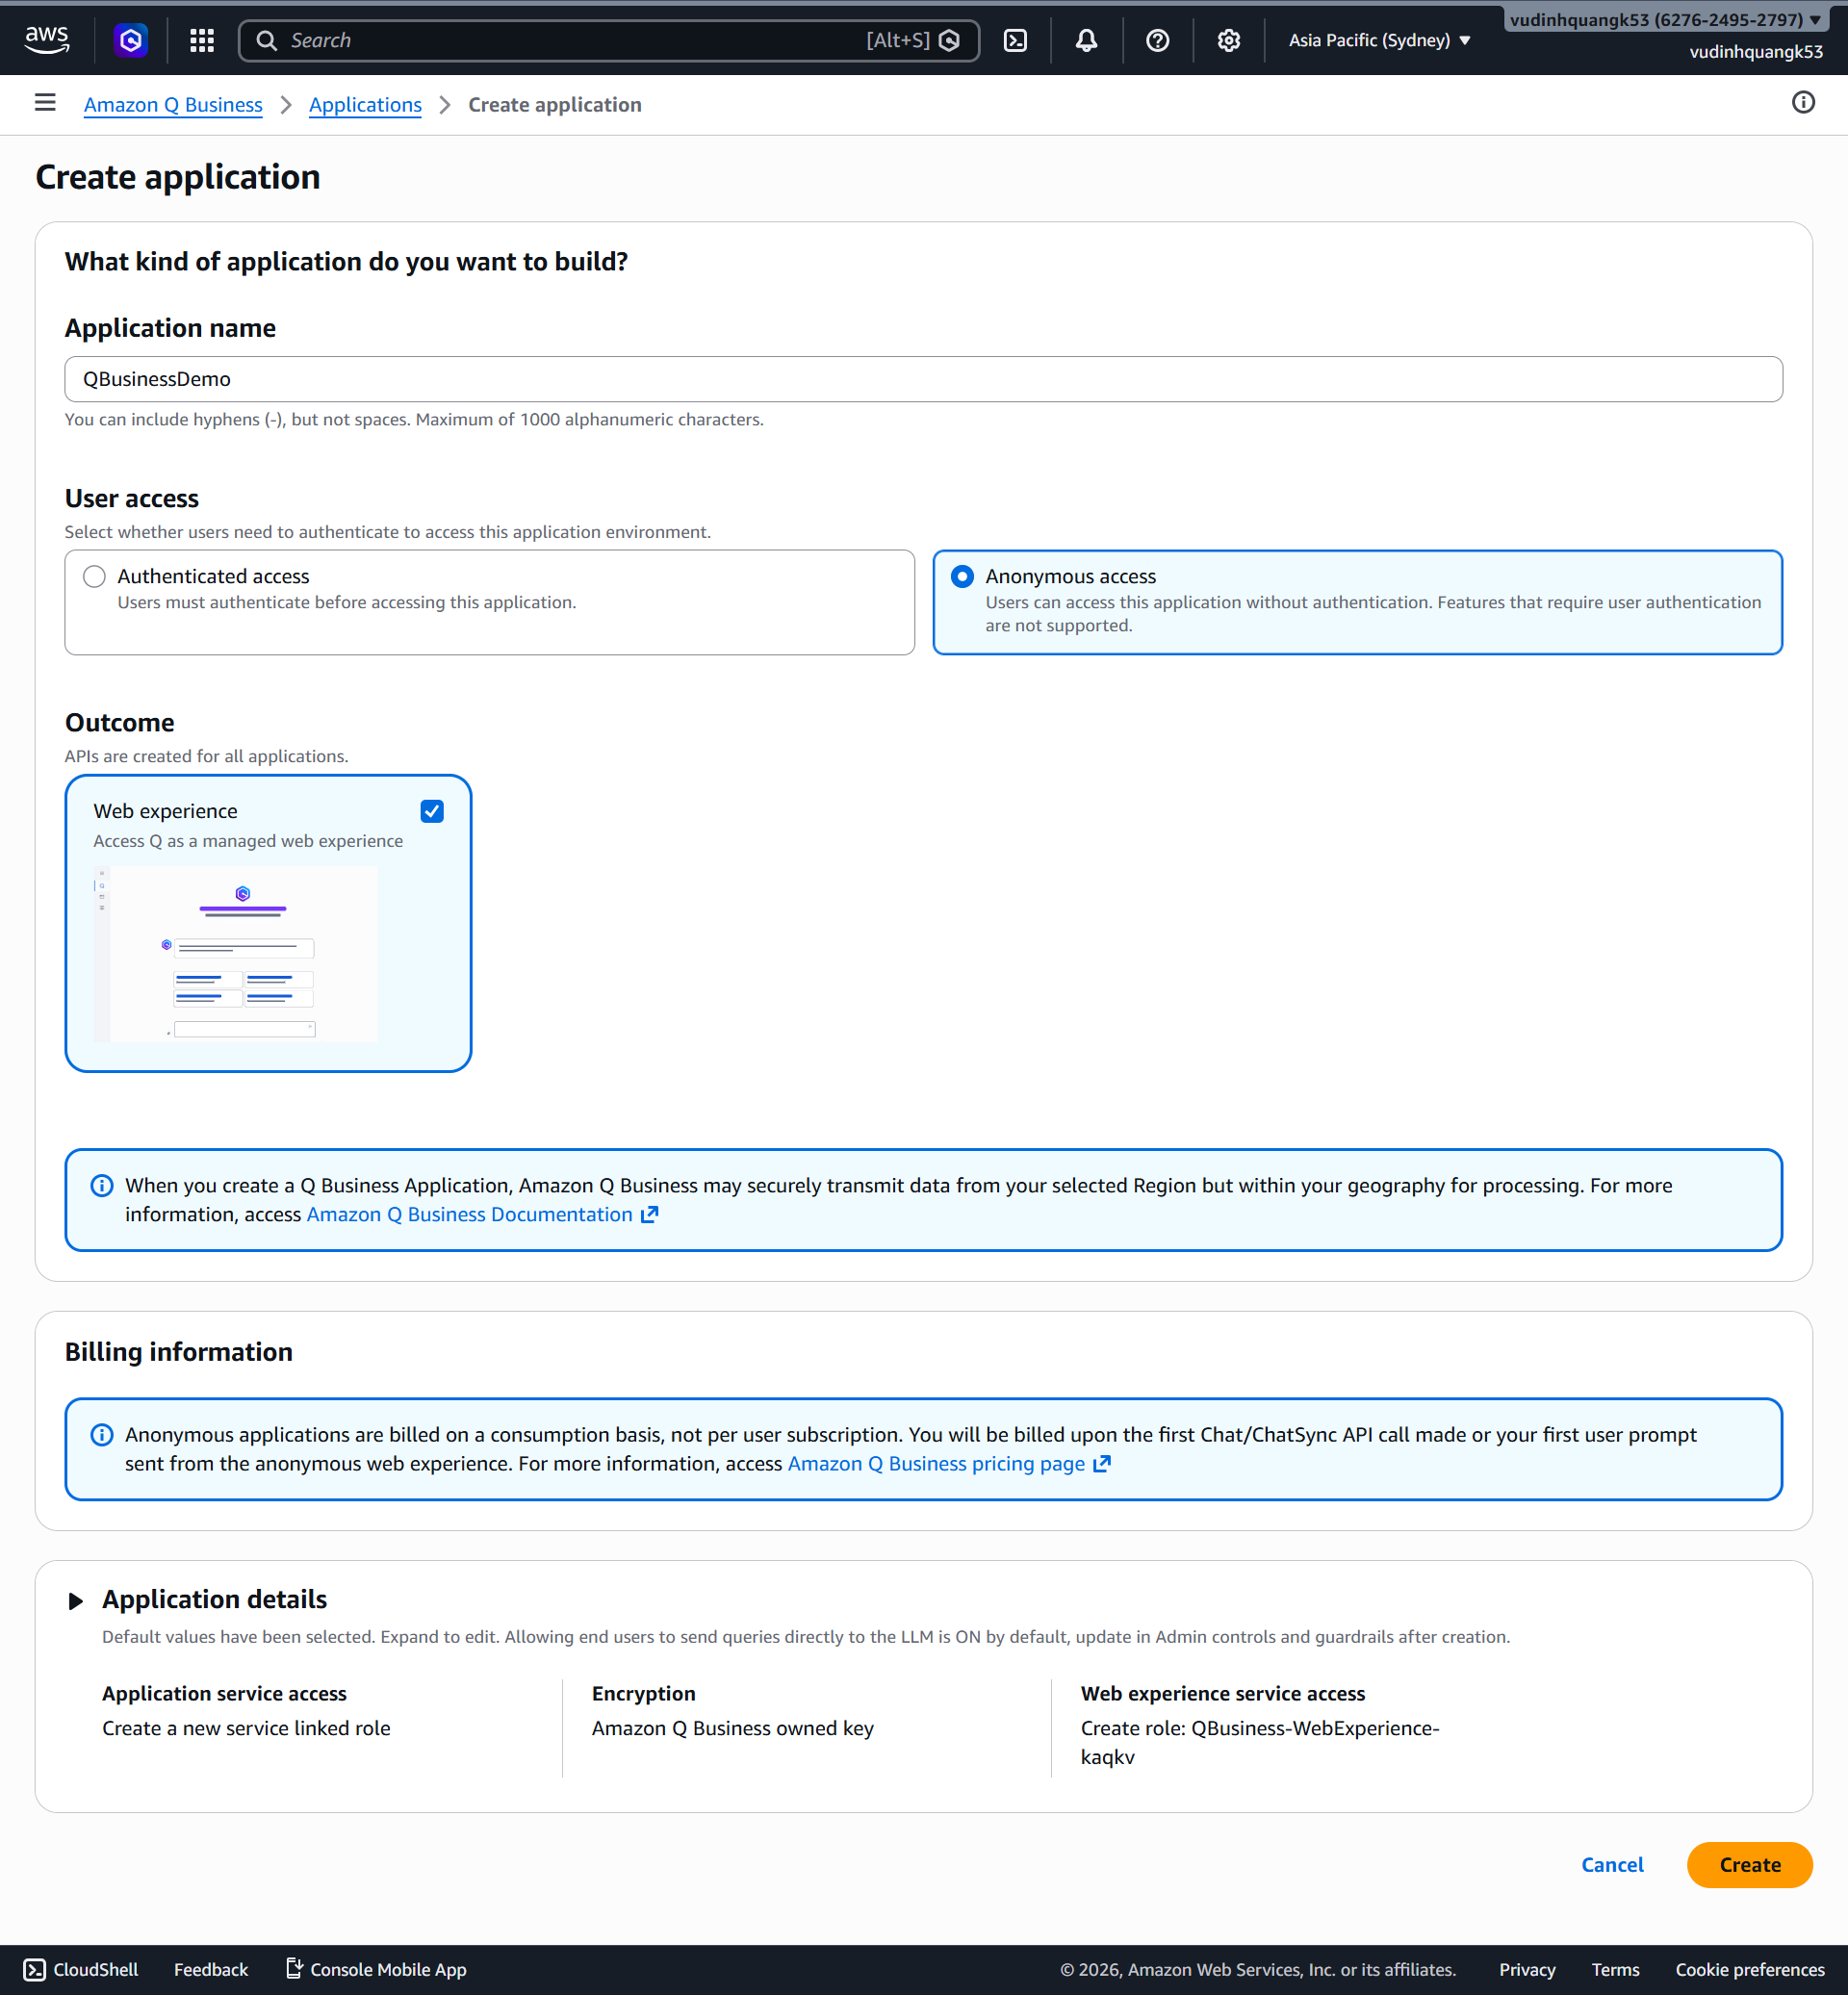 aws
Search
[Alt+S]
Asia Pacific (Sydney)
vudinhquangk53 (6276-2495-2797)
vudinhquangk53
Amazon Q Business
Applications
Create application
Create application
What kind of application do you want to build?
Application name
QBusinessDemo
You can include hyphens (-), but not spaces. Maximum of 1000 alphanumeric characters.
User access
Select whether users need to authenticate to access this application environment.
Authenticated access
Users must authenticate before accessing this application.
Anonymous access
Users can access this application without authentication. Features that require user authentication
are not supported.
Outcome
APIs are created for all applications.
Web experience
Access Q as a managed web experience
When you create a Q Business Application, Amazon Q Business may securely transmit data from your selected Region but within your geography for processing. For more
information, access Amazon Q Business Documentation
Billing information
Anonymous applications are billed on a consumption basis, not per user subscription. You will be billed upon the first Chat/ChatSync API call made or your first user prompt
sent from the anonymous web experience. For more information, access Amazon Q Business pricing page
Application details
Default values have been selected. Expand to edit. Allowing end users to send queries directly to the LLM is ON by default, update in Admin controls and guardrails after creation.
Application service access
Create a new service linked role
Encryption
Amazon Q Business owned key
Web experience service access
Create role: QBusiness-WebExperience-
kaqkv
Cancel
Create
CloudShell
Feedback
Console Mobile App
© 2026, Amazon Web Services, Inc. or its affiliates.
Privacy
Terms
Cookie preferences